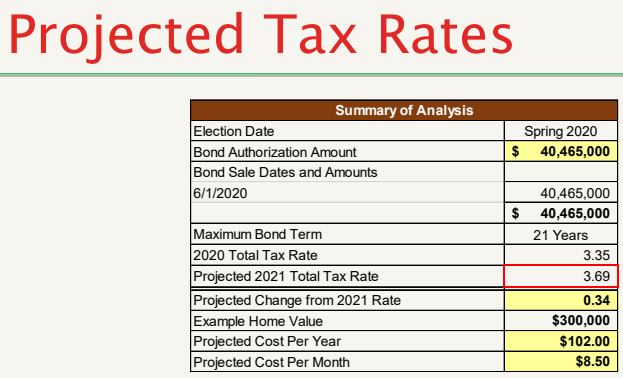 Projected Tax Rates
Summary of Analysis
Election Date Spring 2020
Bond Authorization Amount $ 40,465,000
Bond Sale Dates and Amounts
6/1/2020 40,465,000
$ 40,465,000
Maximum Bond Term 21 Years
2020 Total Tax Rate 3.35
Projected 2021 Total Tax Rate 3.69
Projected Change from 2021 Rate 0.34
Example Home Value $300,000
Projected Cost Per Year $102.00
Projected Cost Per Month $8.50